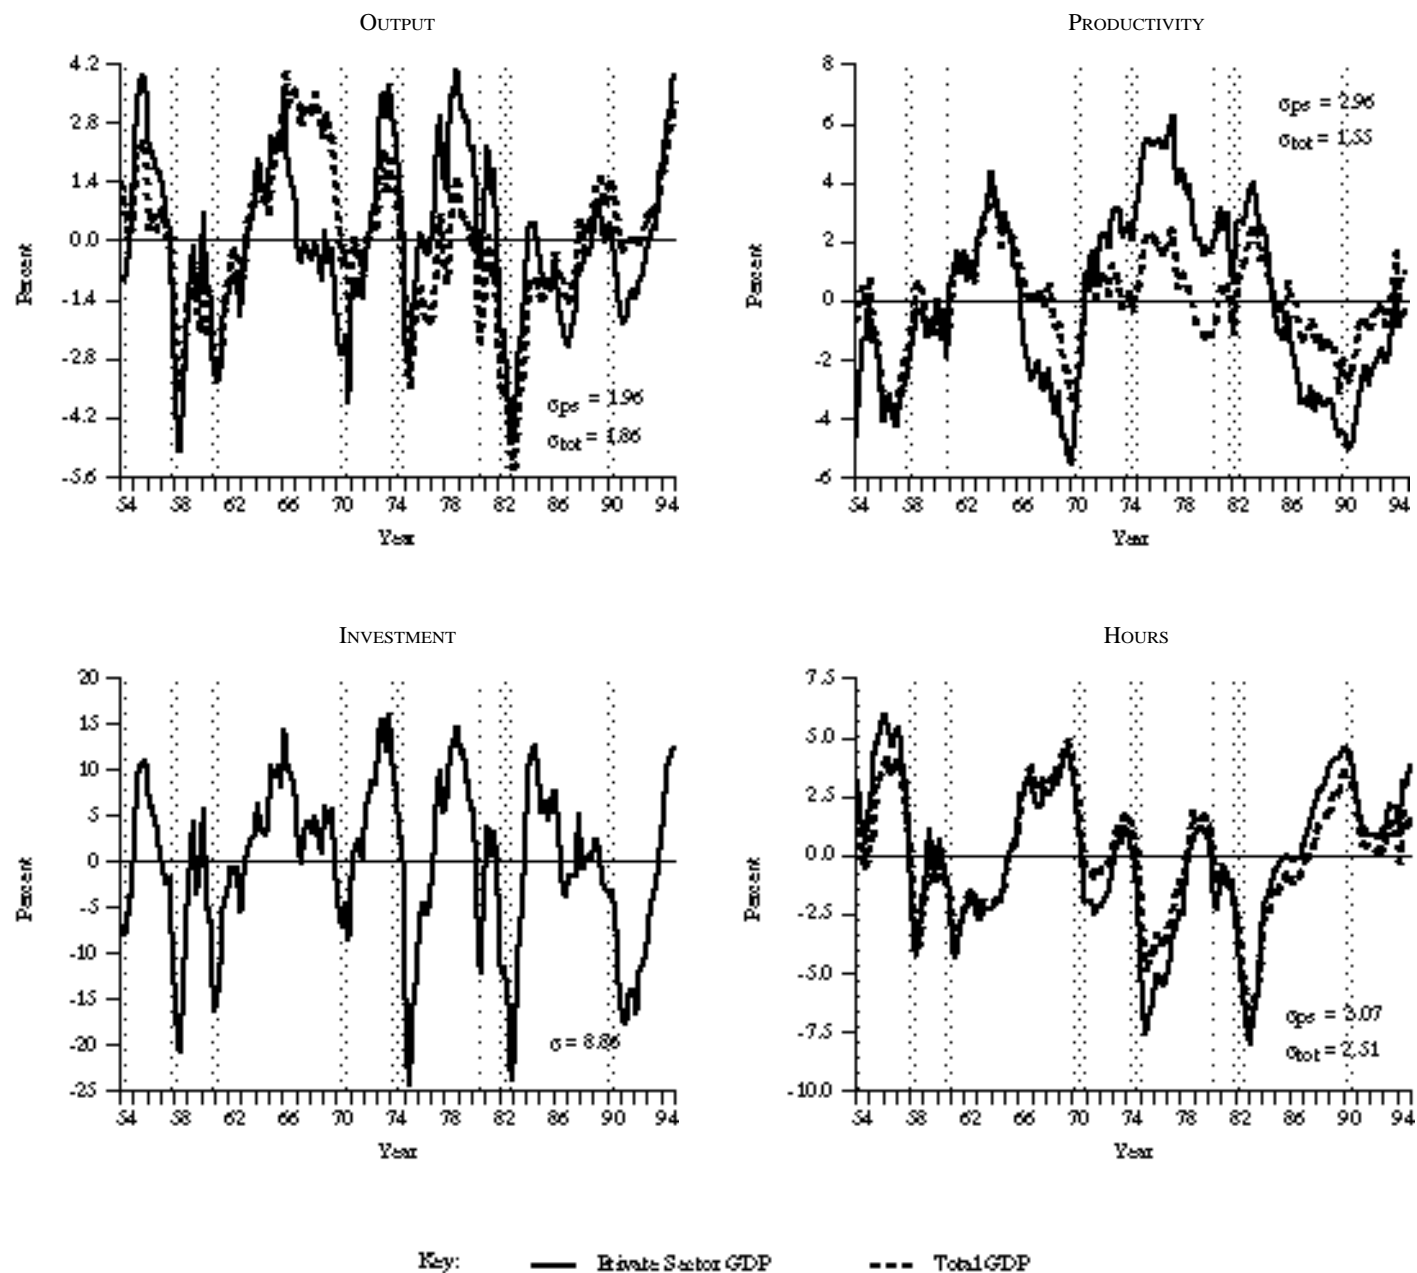 OUTPUT
4.2
2.8
1.4
0.0
-1.4
-2.8
-4.2
-5.6
Percent
σps = 1.96
σtot = 1.86
54 58 62 66 70 74 78 82 86 90 94
Year
PRODUCTIVITY
8
6
4
2
0
-2
-4
-6
Percent
σps = 2.96
σtot = 1.55
54 58 62 66 70 74 78 82 86 90 94
Year
INVESTMENT
20
15
10
5
0
-5
-10
-15
-20
-25
Percent
σ = 8.86
54 58 62 66 70 74 78 82 86 90 94
Year
HOURS
7.5
5.0
2.5
0.0
-2.5
-5.0
-7.5
-10.0
Percent
σps = 3.07
σtot = 2.51
54 58 62 66 70 74 78 82 86 90 94
Year
Key: Private Sector GDP Total GDP